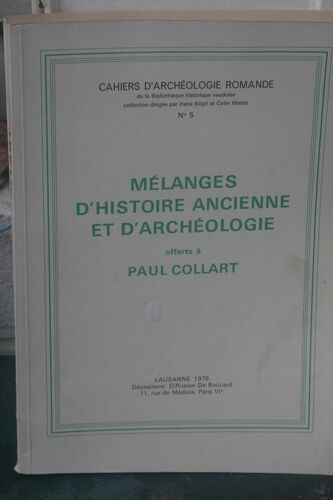 CAHIERS D'ARCHÉOLOGIE ROMANDE
de la Bibliothèque historique vaudoise
collection dirigée par Hans Bögli et Colin Martin
N° 5
MÉLANGES
D'HISTOIRE ANCIENNE
ET D'ARCHÉOLOGIE
offerts à
PAUL COLLART
LAUSANNE 1976
Dépositaire: Diffusion De Boccard
11, rue de Médicis, Paris VIe